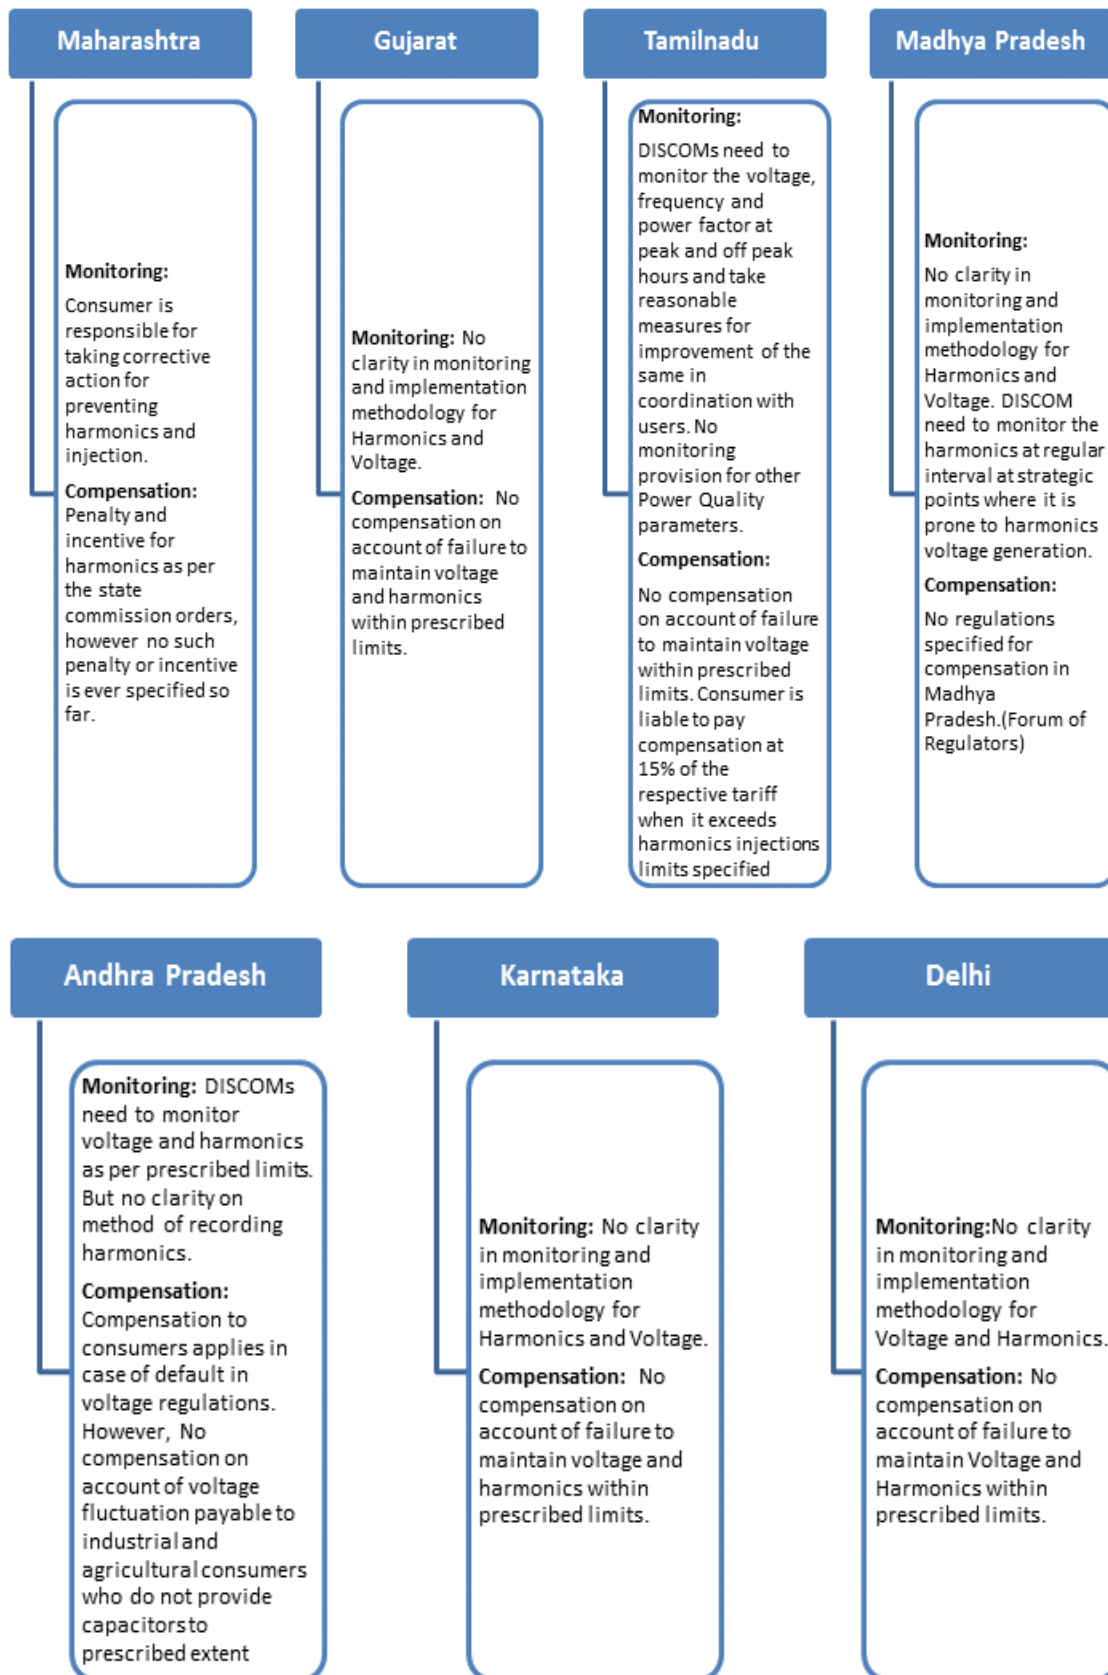 Maharashtra
Monitoring:
Consumer is
responsible for
taking corrective
action for
preventing
harmonics and
injection.
Compensation:
Penalty and
incentive for
harmonics as per
the state
commission orders,
however no such
penalty or incentive
is ever specified so
far.
Gujarat
Monitoring: No
clarity in monitoring
and implementation
methodology for
Harmonics and
Voltage.
Compensation: No
compensation on
account of failure to
maintain voltage
and harmonics
within prescribed
limits.
Tamilnadu
Monitoring:
DISCOMs need to
monitor the voltage,
frequency and
power factor at
peak and off peak
hours and take
reasonable
measures for
improvement of the
same in
coordination with
users. No
monitoring
provision for other
Power Quality
parameters.
Compensation:
No compensation
on account of failure
to maintain voltage
within prescribed
limits. Consumer is
liable to pay
compensation at
15% of the
respective tariff
when it exceeds
harmonics injections
limits specified
Madhya Pradesh
Monitoring:
No clarity in
monitoring and
implementation
methodology for
Harmonics and
Voltage. DISCOM
need to monitor the
harmonics at regular
interval at strategic
points where it is
prone to harmonics
voltage generation.
Compensation:
No regulations
specified for
compensation in
Madhya
Pradesh.(Forum of
Regulators)
Andhra Pradesh
Monitoring: DISCOMs
need to monitor
voltage and harmonics
as per prescribed limits.
But no clarity on
method of recording
harmonics.
Compensation:
Compensation to
consumers applies in
case of default in
voltage regulations.
However, No
compensation on
account of voltage
fluctuation payable to
industrial and
agricultural consumers
who do not provide
capacitors to
prescribed extent
Karnataka
Monitoring: No clarity
in monitoring and
implementation
methodology for
Harmonics and Voltage.
Compensation: No
compensation on
account of failure to
maintain voltage and
harmonics within
prescribed limits.
Delhi
Monitoring:No clarity
in monitoring and
implementation
methodology for
Voltage and Harmonics.
Compensation: No
compensation on
account of failure to
maintain Voltage and
Harmonics within
prescribed limits.